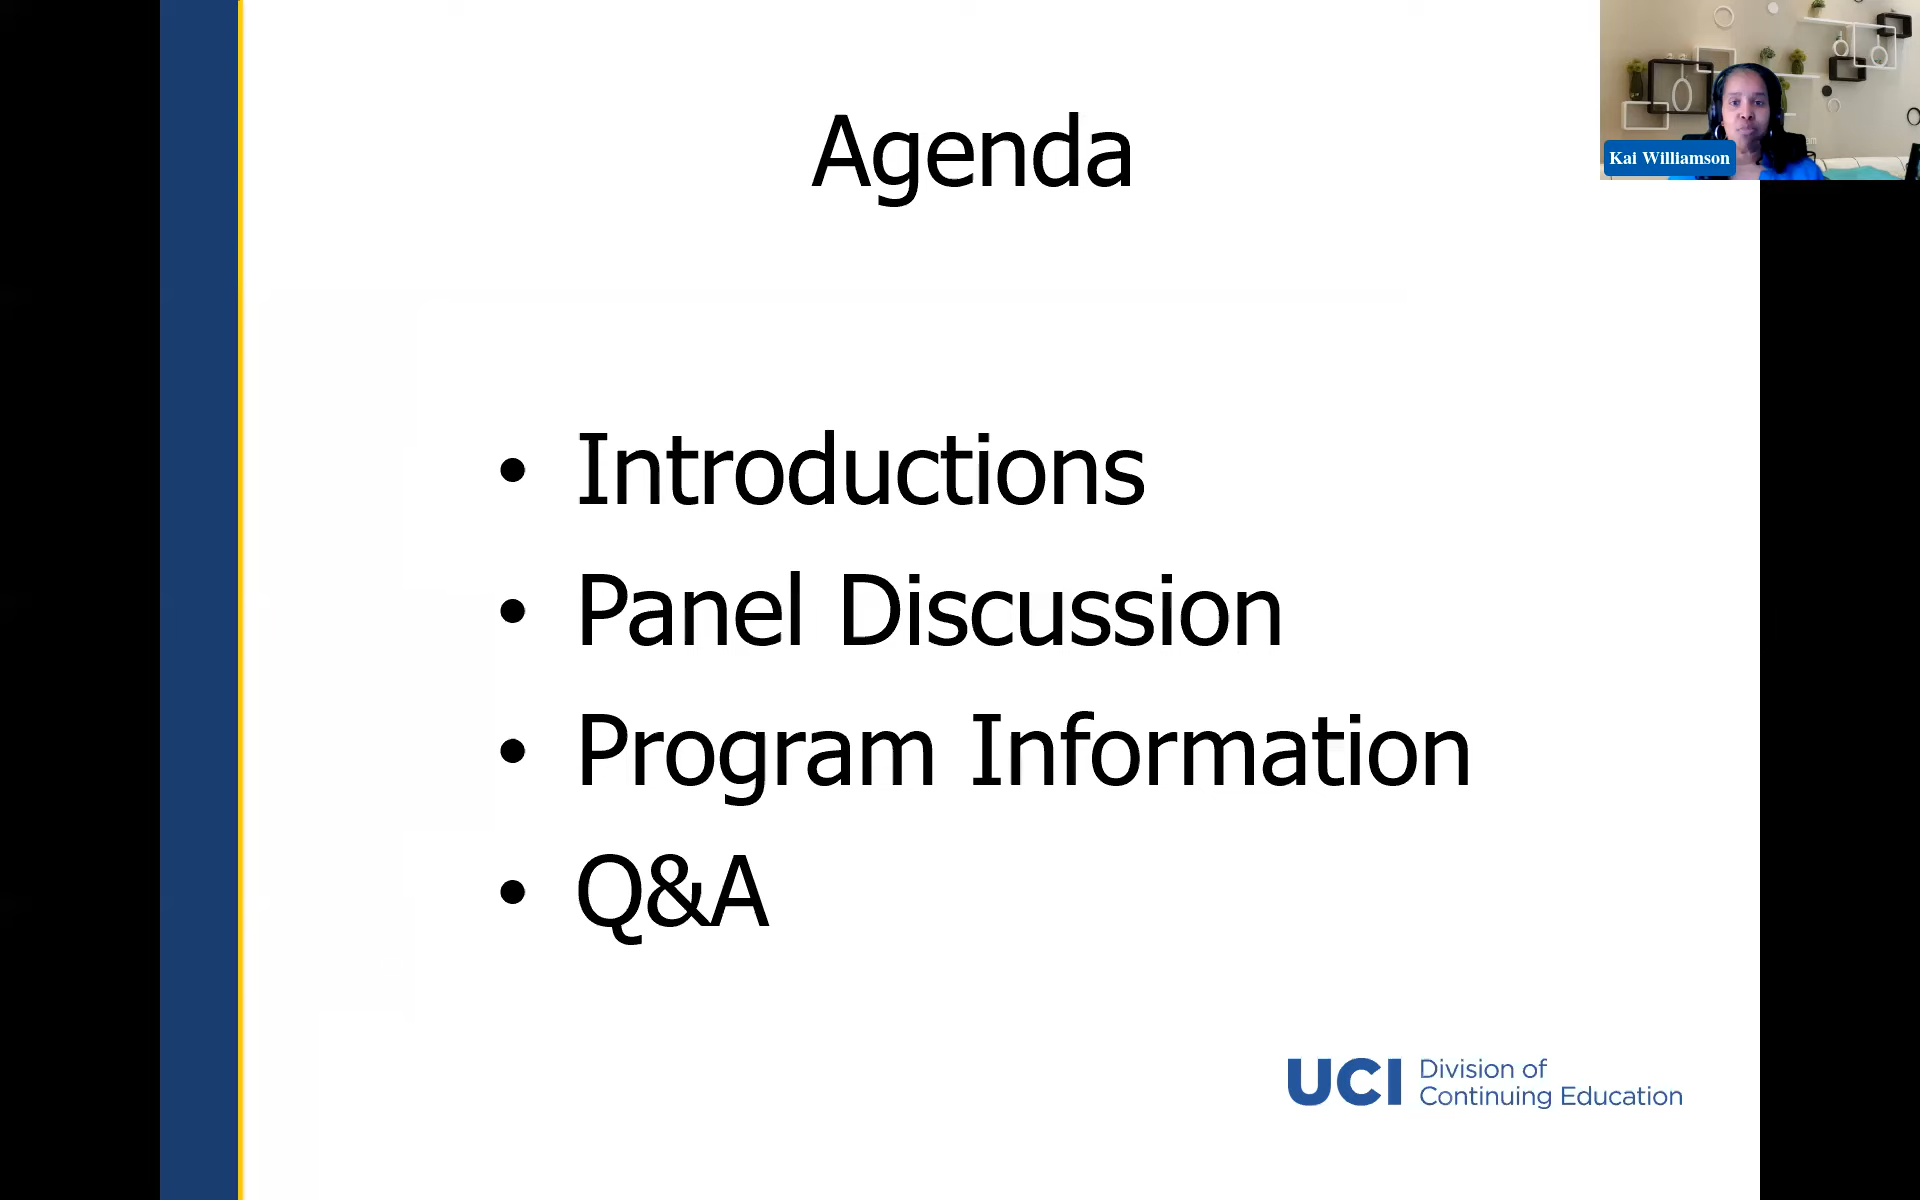 Agenda
Kai Williamson
• Introductions
• Panel Discussion
• Program Information
• Q&A
UCI Division of
Continuing Education